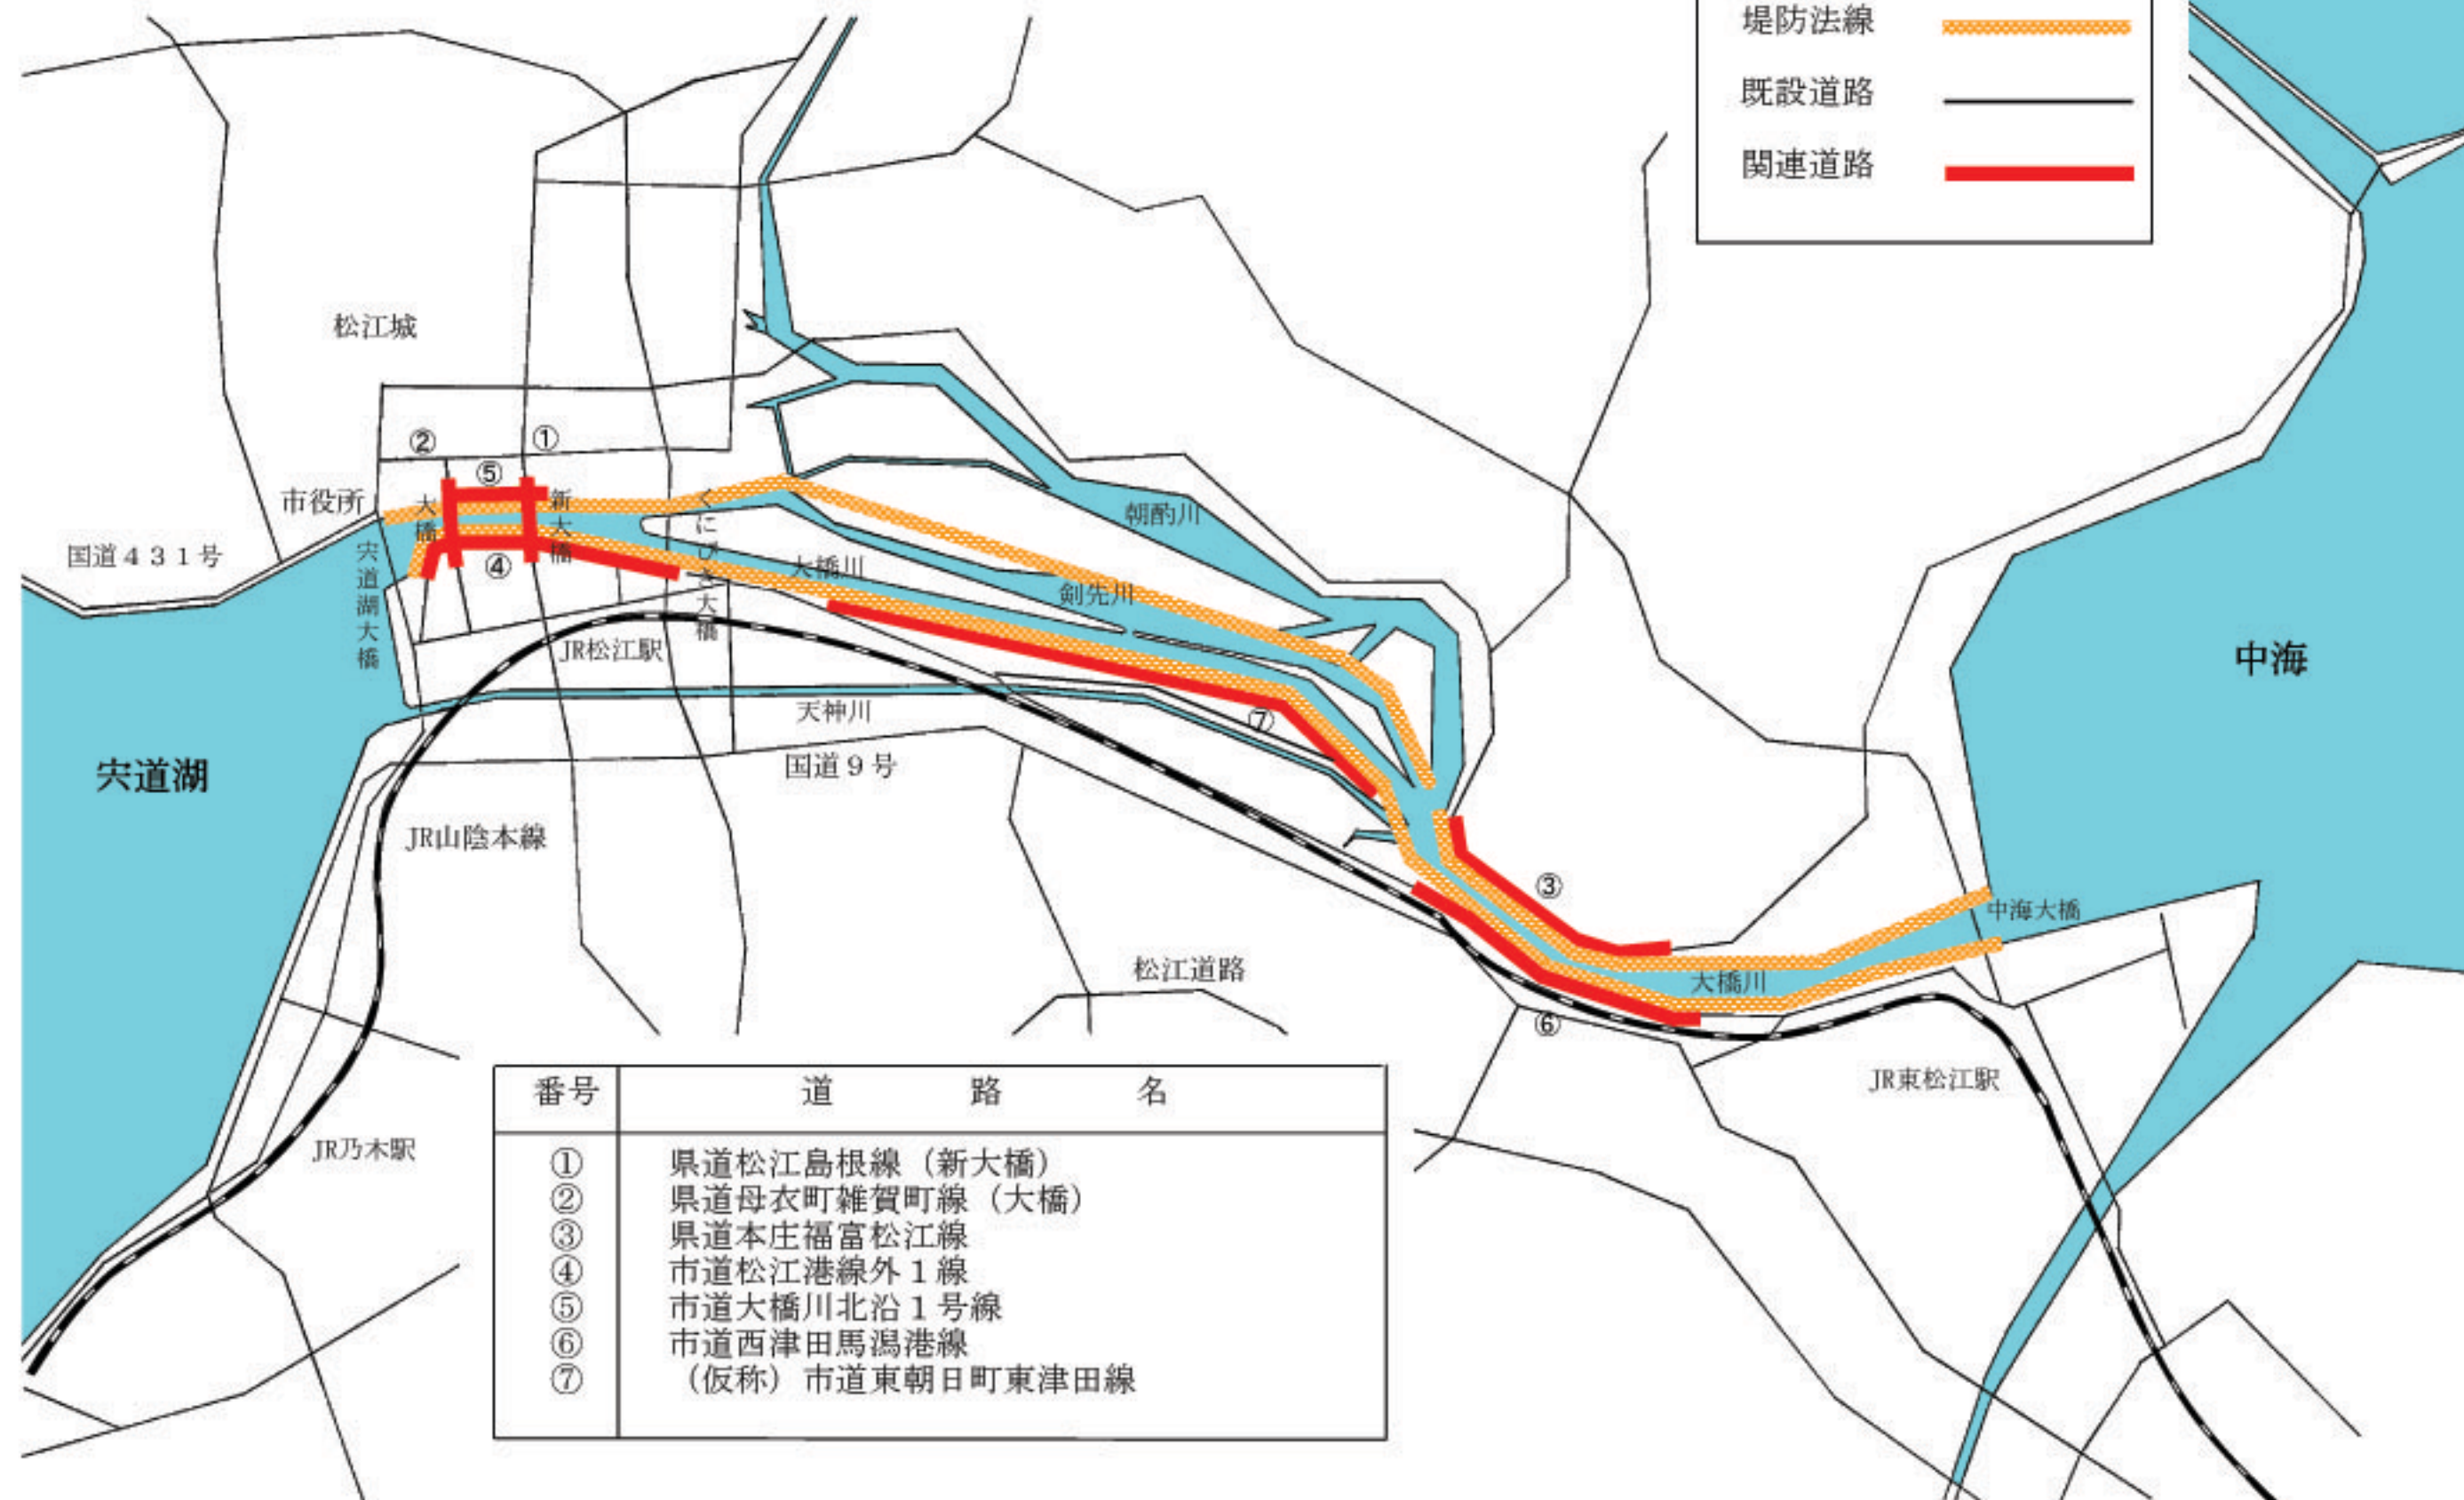 堤防法線
既設道路
関連道路
松江城
②
①
⑤
市役所
大橋
新大橋
くにびき大橋
朝酌川
国道431号
宍道湖大橋
④
大橋川
剣先川
JR松江駅
中海
天神川
⑦
国道9号
宍道湖
JR山陰本線
③
中海大橋
松江道路
大橋川
⑥
JR東松江駅
JR乃木駅
番号 道路名
① 県道松江島根線（新大橋）
② 県道母衣町雑賀町線（大橋）
③ 県道本庄福富松江線
④ 市道松江港線外1線
⑤ 市道大橋川北沿1号線
⑥ 市道西津田馬潟港線
⑦ （仮称）市道東朝日町東津田線